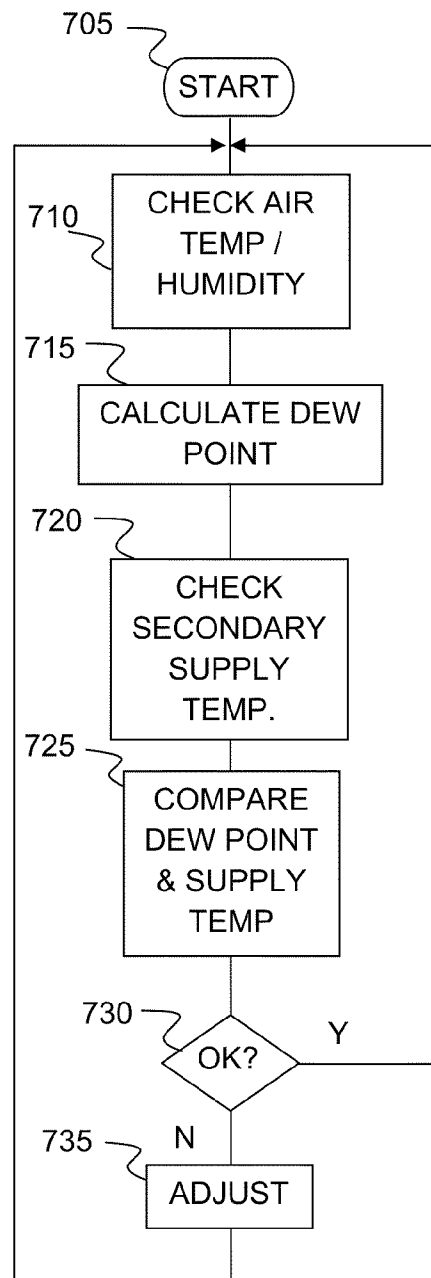 705
START
710
CHECK AIR
TEMP /
HUMIDITY
715
CALCULATE DEW
POINT
720
CHECK
SECONDARY
SUPPLY
TEMP.
725
COMPARE
DEW POINT
& SUPPLY
TEMP
730
OK?
Y
N
735
ADJUST